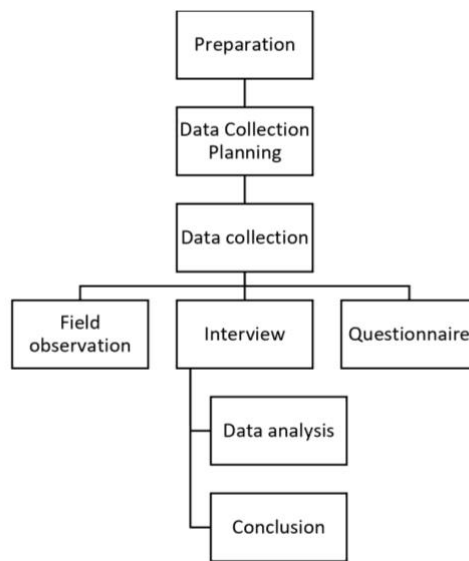 Preparation
Data Collection
Planning
Data collection
Field
observation
Interview
Questionnaire
Data analysis
Conclusion